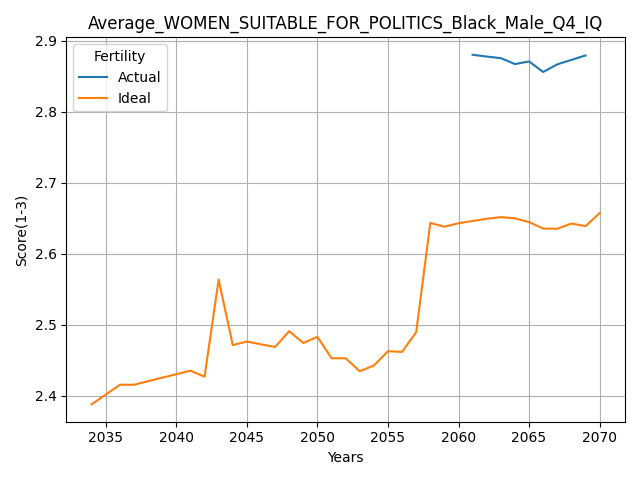 Average_WOMEN_SUITABLE_FOR_POLITICS_Black_Male_Q4_IQ
Fertility
Actual
Ideal
Score(1-3)
2.9
2.8
2.7
2.6
2.5
2.4
2035 2040 2045 2050 2055 2060 2065 2070
Years